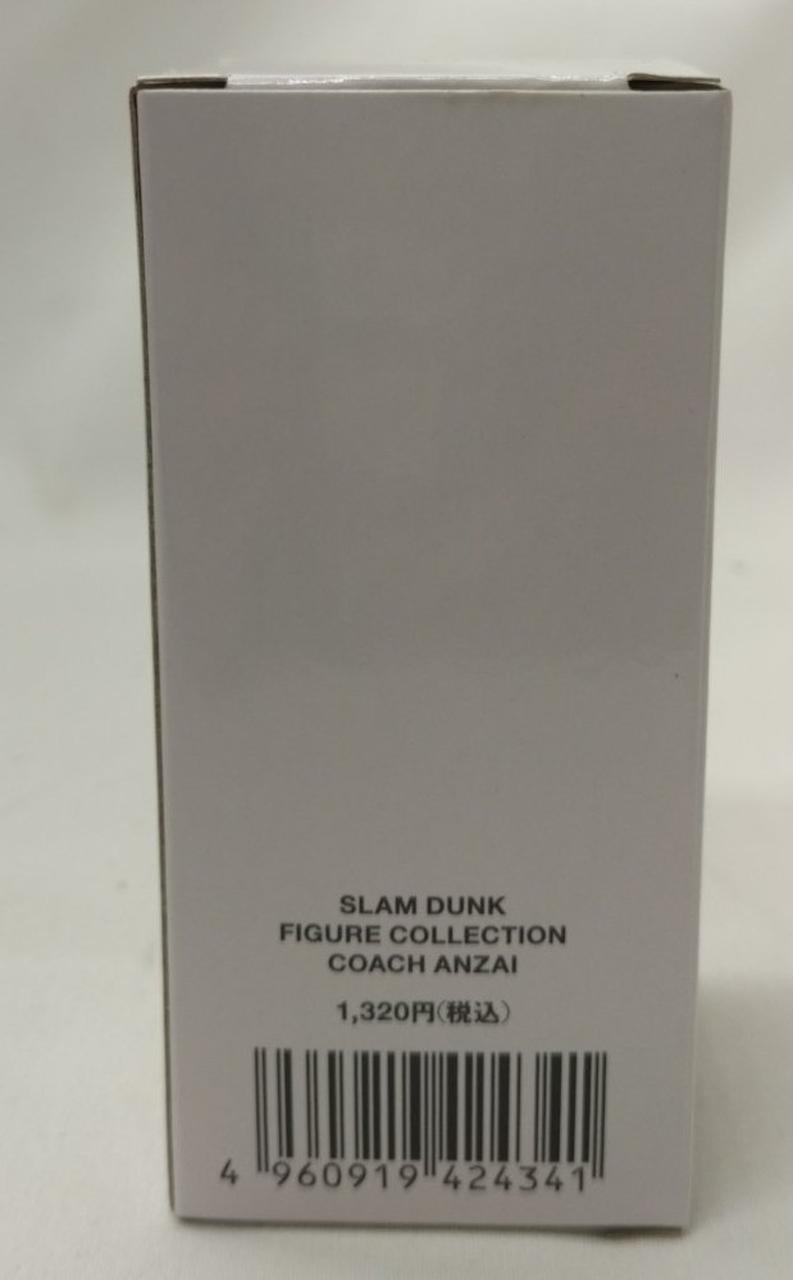 SLAM DUNK
FIGURE COLLECTION
COACH ANZAI
1,320円(税込)
4 960919 424341